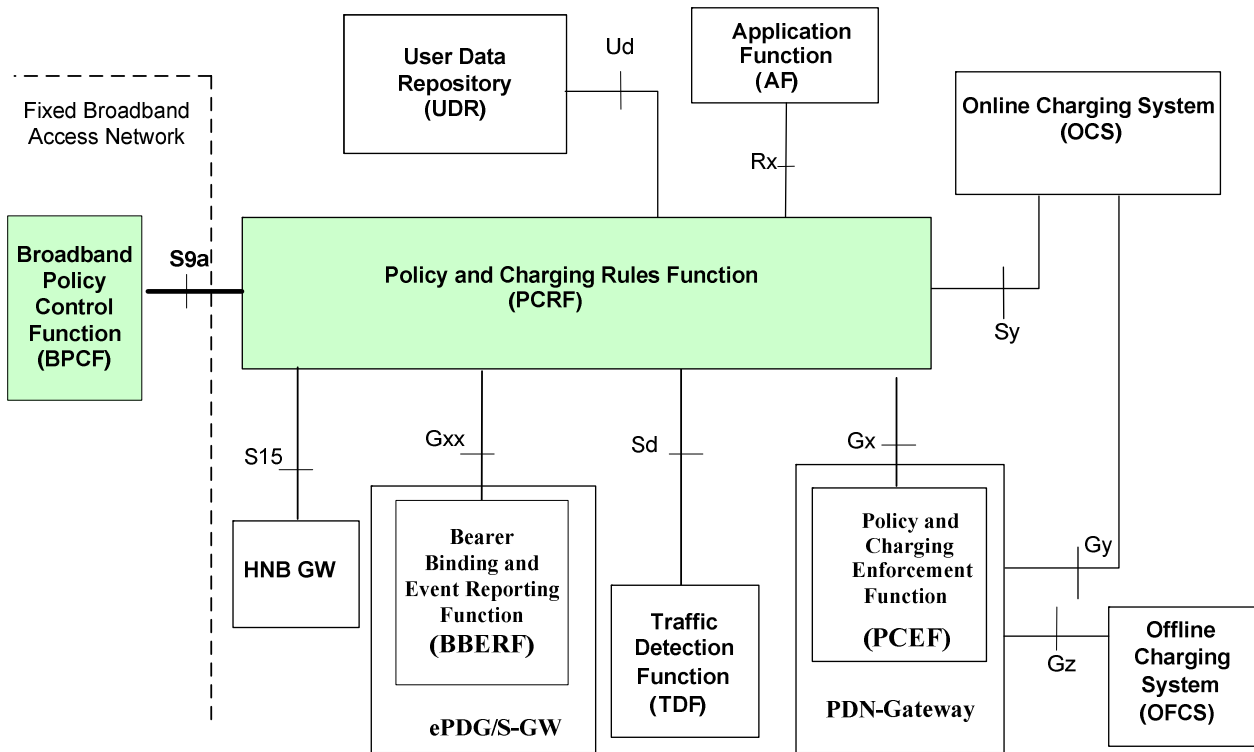 User Data
Repository
(UDR)
Ud
Application
Function
(AF)
Rx
Online Charging System
(OCS)
Fixed Broadband
Access Network
Broadband
Policy
Control
Function
(BPCF)
S9a
Policy and Charging Rules Function
(PCRF)
Sy
S15
Gxx
Sd
Gx
HNB GW
Bearer
Binding and
Event Reporting
Function
(BBERF)
ePDG/S-GW
Traffic
Detection
Function
(TDF)
Policy and
Charging
Enforcement
Function
(PCEF)
PDN-Gateway
Gy
Gz
Offline
Charging
System
(OFCS)